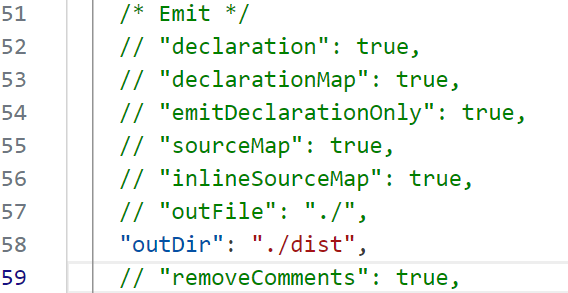 51 /* Emit */
52 // "declaration": true,
53 // "declarationMap": true,
54 // "emitDeclarationOnly": true,
55 // "sourceMap": true,
56 // "inlineSourceMap": true,
57 // "outFile": "./",
58 "outDir": "./dist",
59 // "removeComments": true,